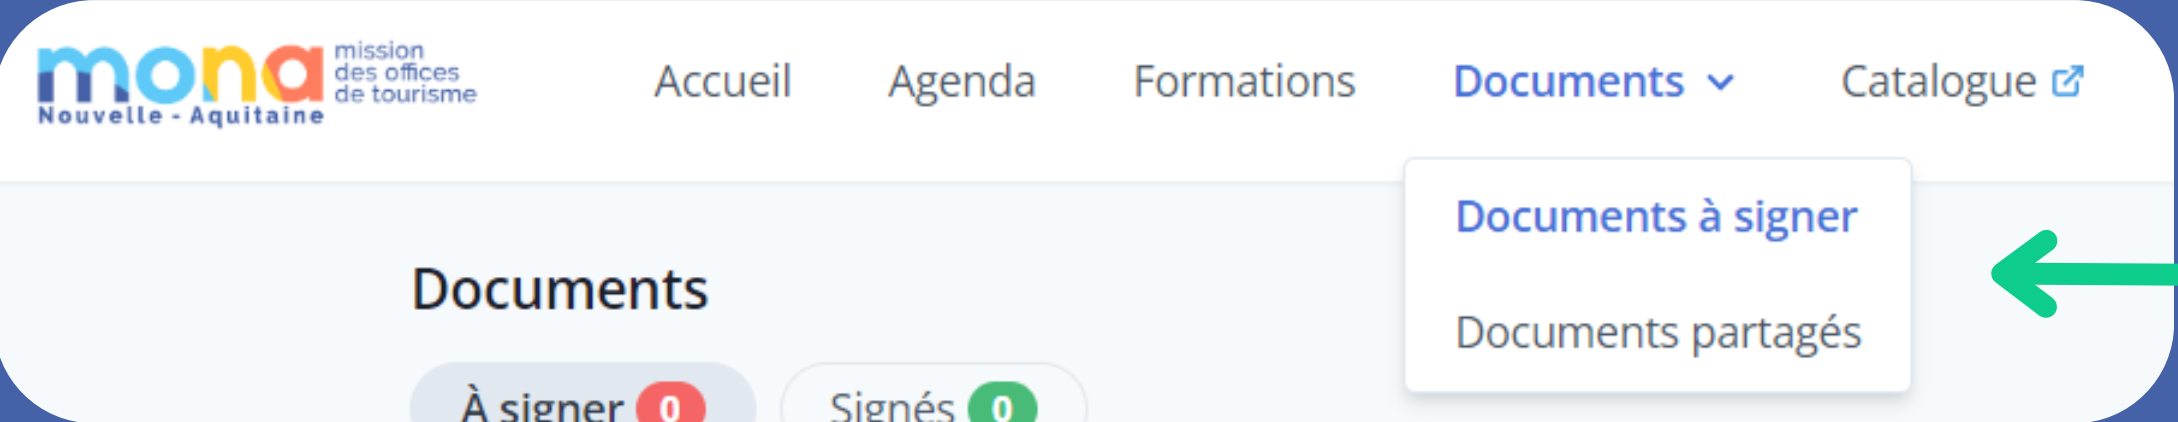 mona
mission
des offices
de tourisme
Nouvelle - Aquitaine
Accueil
Agenda
Formations
Documents
Catalogue
Documents à signer
Documents partagés
Documents
À signer 0
Signés 0